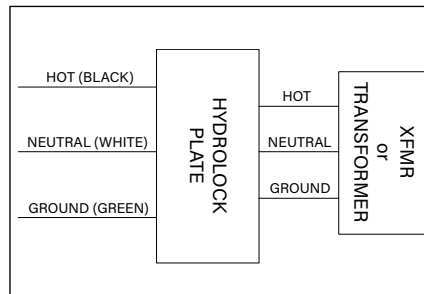 HOT (BLACK)
NEUTRAL (WHITE)
GROUND (GREEN)
HYDROLOCK
PLATE
HOT
NEUTRAL
GROUND
XFMR
or
TRANSFORMER